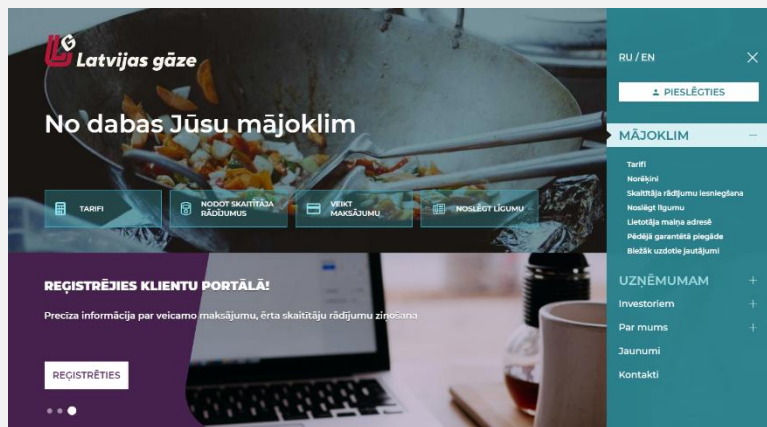 LG
Latvijas gāze
No dabas Jūsu mājoklim
TARIFI
NODOT SKAITĪTĀJA
RĀDĪJUMUS
VEIKT
MAKSĀJUMU
NOSLĒGT LĪGUMU
REĢISTRĒJIES KLIENTU PORTĀLĀ!
Precīza informācija par veicamo maksājumu, ērta skaitītāju rādījumu ziņošana
REĢISTRĒTIES
RU / EN
PIESLĒGTIES
MĀJOKLIM
Tarifi
Norēķini
Skaitītāja rādījumu iesniegšana
Noslēgt līgumu
Lietotāja maiņa adresē
Pēdējā garantētā piegāde
Biežāk uzdotie jautājumi
UZŅĒMUMAM
Investoriem
Par mums
Jaunumi
Kontakti